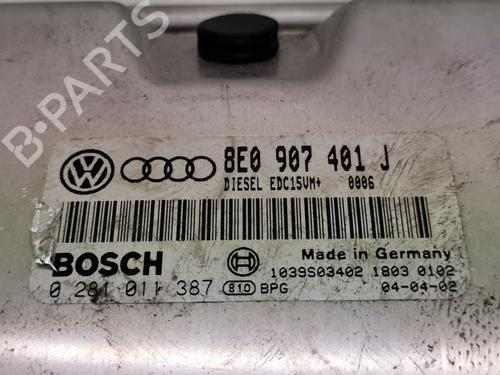 8E0 907 401 J
DIESEL EDC15VM+ 0006
BOSCH
Made in Germany
1039S03402 1803 0102
0 281 011 387 810 BPG 04-04-02
B-PARTS